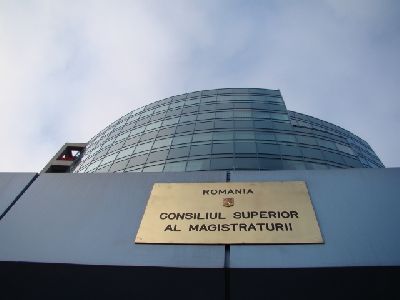 ROMANIA
CONSILIUL SUPERIOR
AL MAGISTRATURII